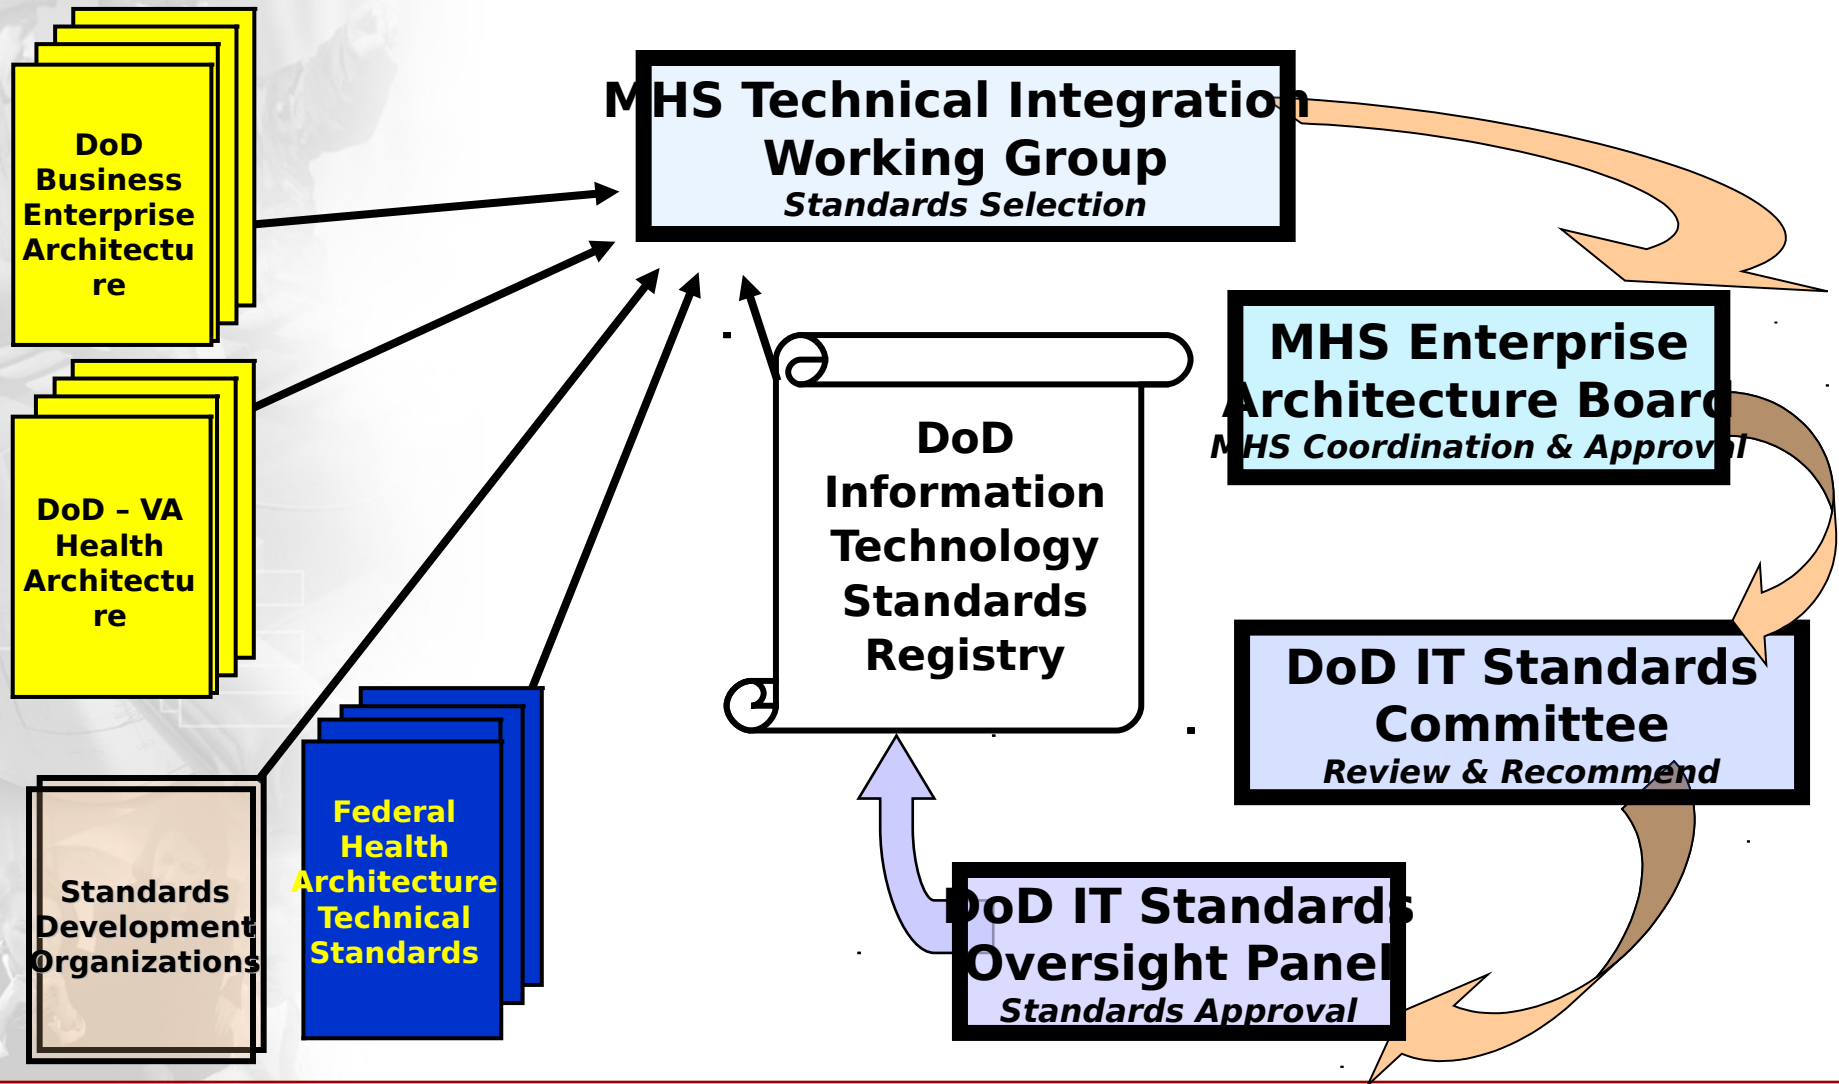 DoD
Business
Enterprise
Architectu
re
MHS Technical Integration
Working Group
Standards Selection
MHS Enterprise
Architecture Board
MHS Coordination & Approval
DoD – VA
Health
Architectu
re
DoD
Information
Technology
Standards
Registry
DoD IT Standards
Committee
Review & Recommend
Standards
Development
Organizations
Federal
Health
Architecture
Technical
Standards
DoD IT Standards
Oversight Panel
Standards Approval